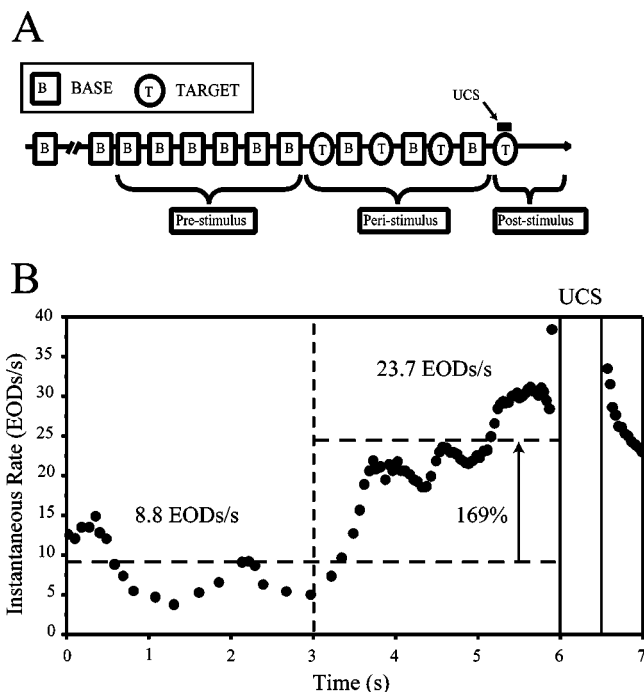 A
B BASE T TARGET
UCS
B B B B B B B B T B T B T B T
Pre-stimulus Peri-stimulus Post-stimulus
B
UCS
Instantaneous Rate (EODs/s)
40
35
30
25
20
15
10
5
0
23.7 EODs/s
8.8 EODs/s
169%
0 1 2 3 4 5 6 7
Time (s)